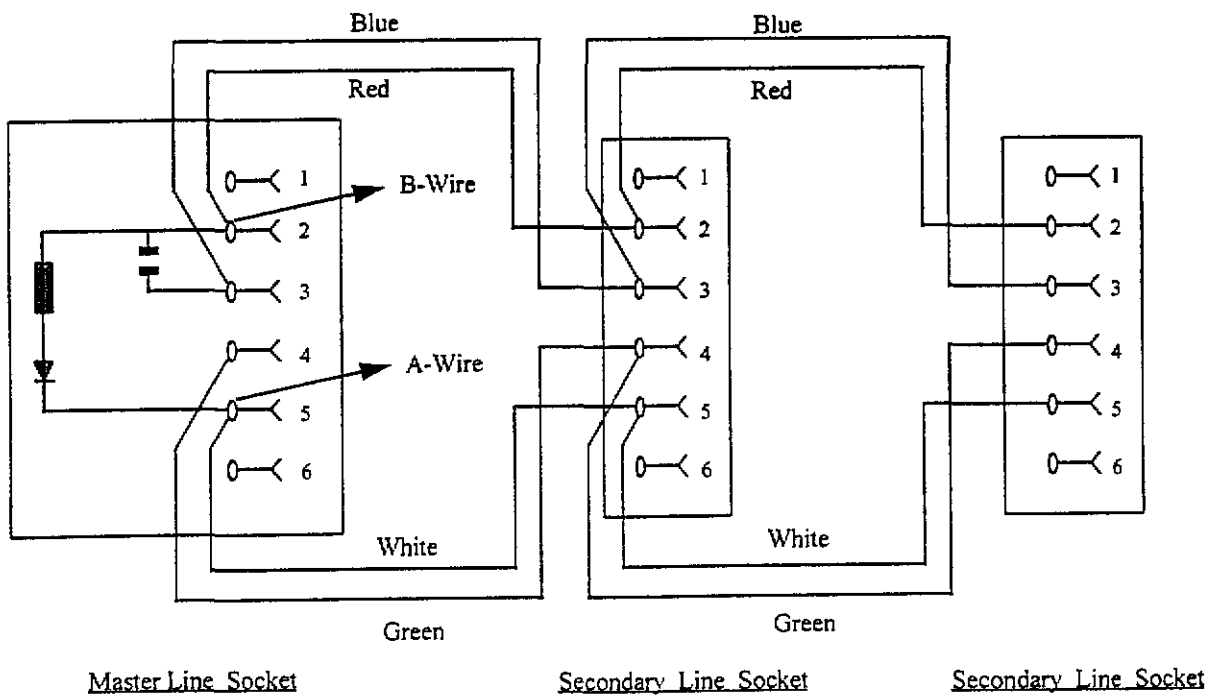 Blue
Blue
Red
Red
1
2
3
4
5
6
B-Wire
A-Wire
1
2
3
4
5
6
1
2
3
4
5
6
White
White
Green
Green
Master Line Socket
Secondary Line Socket
Secondary Line Socket